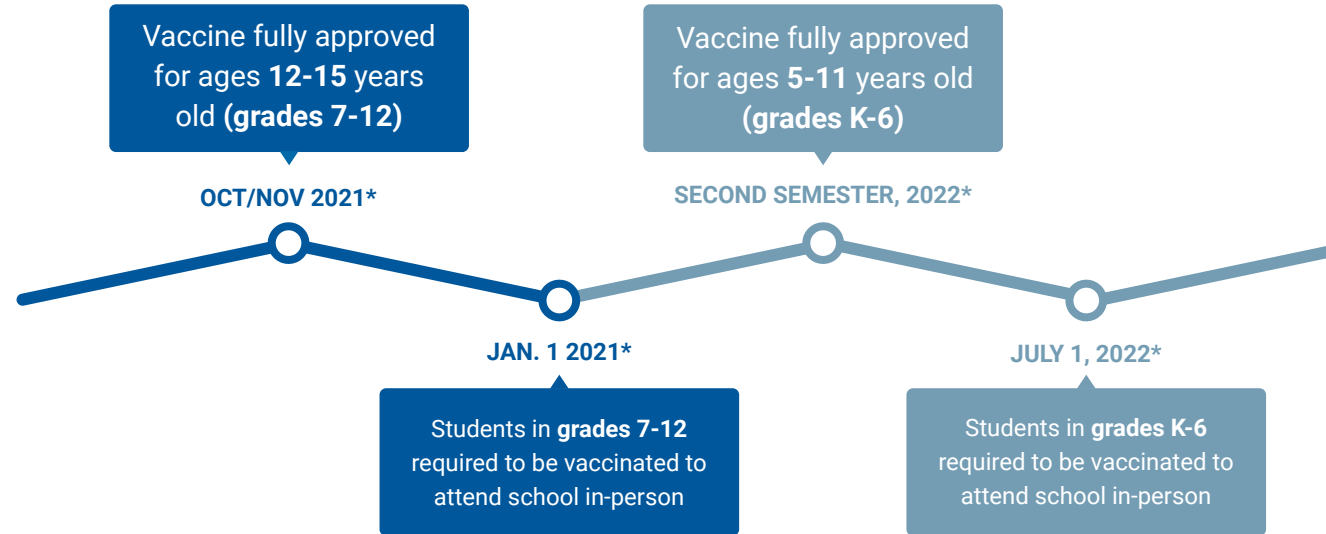 Vaccine fully approved
for ages 12-15 years
old (grades 7-12)
OCT/NOV 2021*
JAN. 1 2021*
Students in grades 7-12
required to be vaccinated to
attend school in-person
Vaccine fully approved
for ages 5-11 years old
(grades K-6)
SECOND SEMESTER, 2022*
JULY 1, 2022*
Students in grades K-6
required to be vaccinated to
attend school in-person